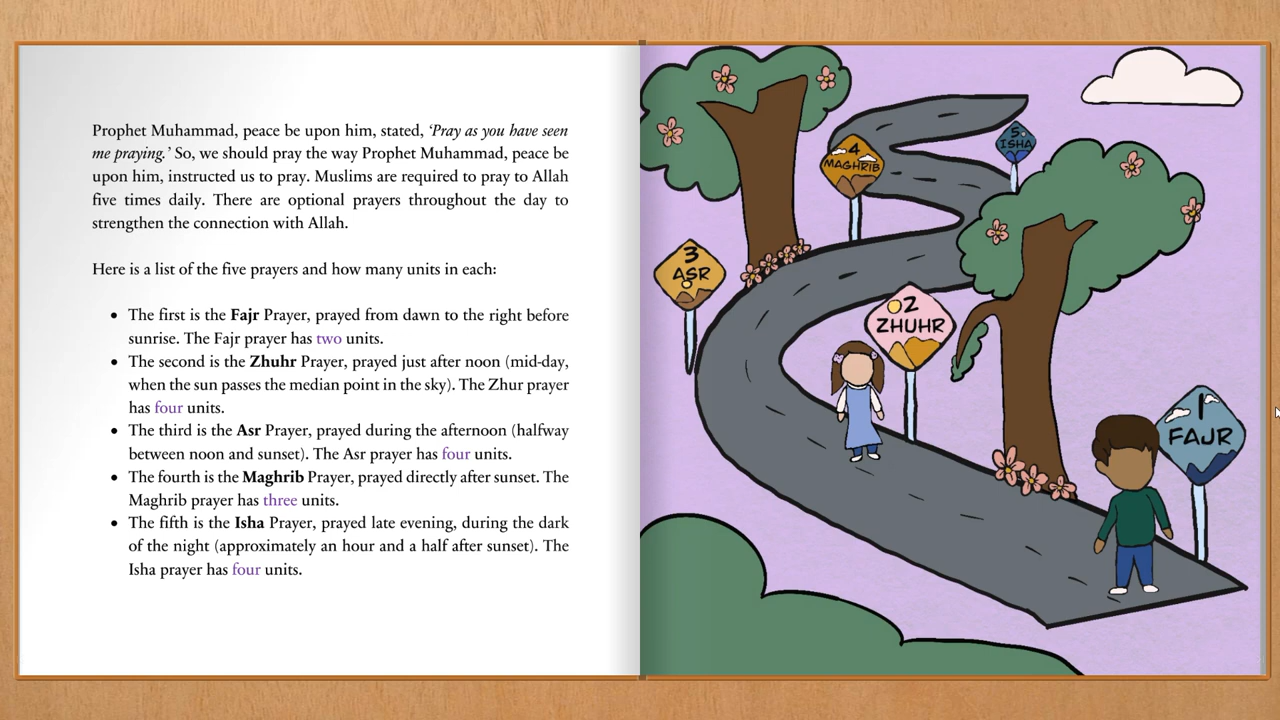 Prophet Muhammad, peace be upon him, stated, ‘Pray as you have seen
me praying.’ So, we should pray the way Prophet Muhammad, peace be
upon him, instructed us to pray. Muslims are required to pray to Allah
five times daily. There are optional prayers throughout the day to
strengthen the connection with Allah.
Here is a list of the five prayers and how many units in each:
• The first is the Fajr Prayer, prayed from dawn to the right before
sunrise. The Fajr prayer has two units.
• The second is the Zhuhr Prayer, prayed just after noon (mid-day,
when the sun passes the median point in the sky). The Zhur prayer
has four units.
• The third is the Asr Prayer, prayed during the afternoon (halfway
between noon and sunset). The Asr prayer has four units.
• The fourth is the Maghrib Prayer, prayed directly after sunset. The
Maghrib prayer has three units.
• The fifth is the Isha Prayer, prayed late evening, during the dark
of the night (approximately an hour and a half after sunset). The
Isha prayer has four units.
5.
ISHA
4
MAGHRIB
3
ASR
2
ZHUHR
1
FAJR